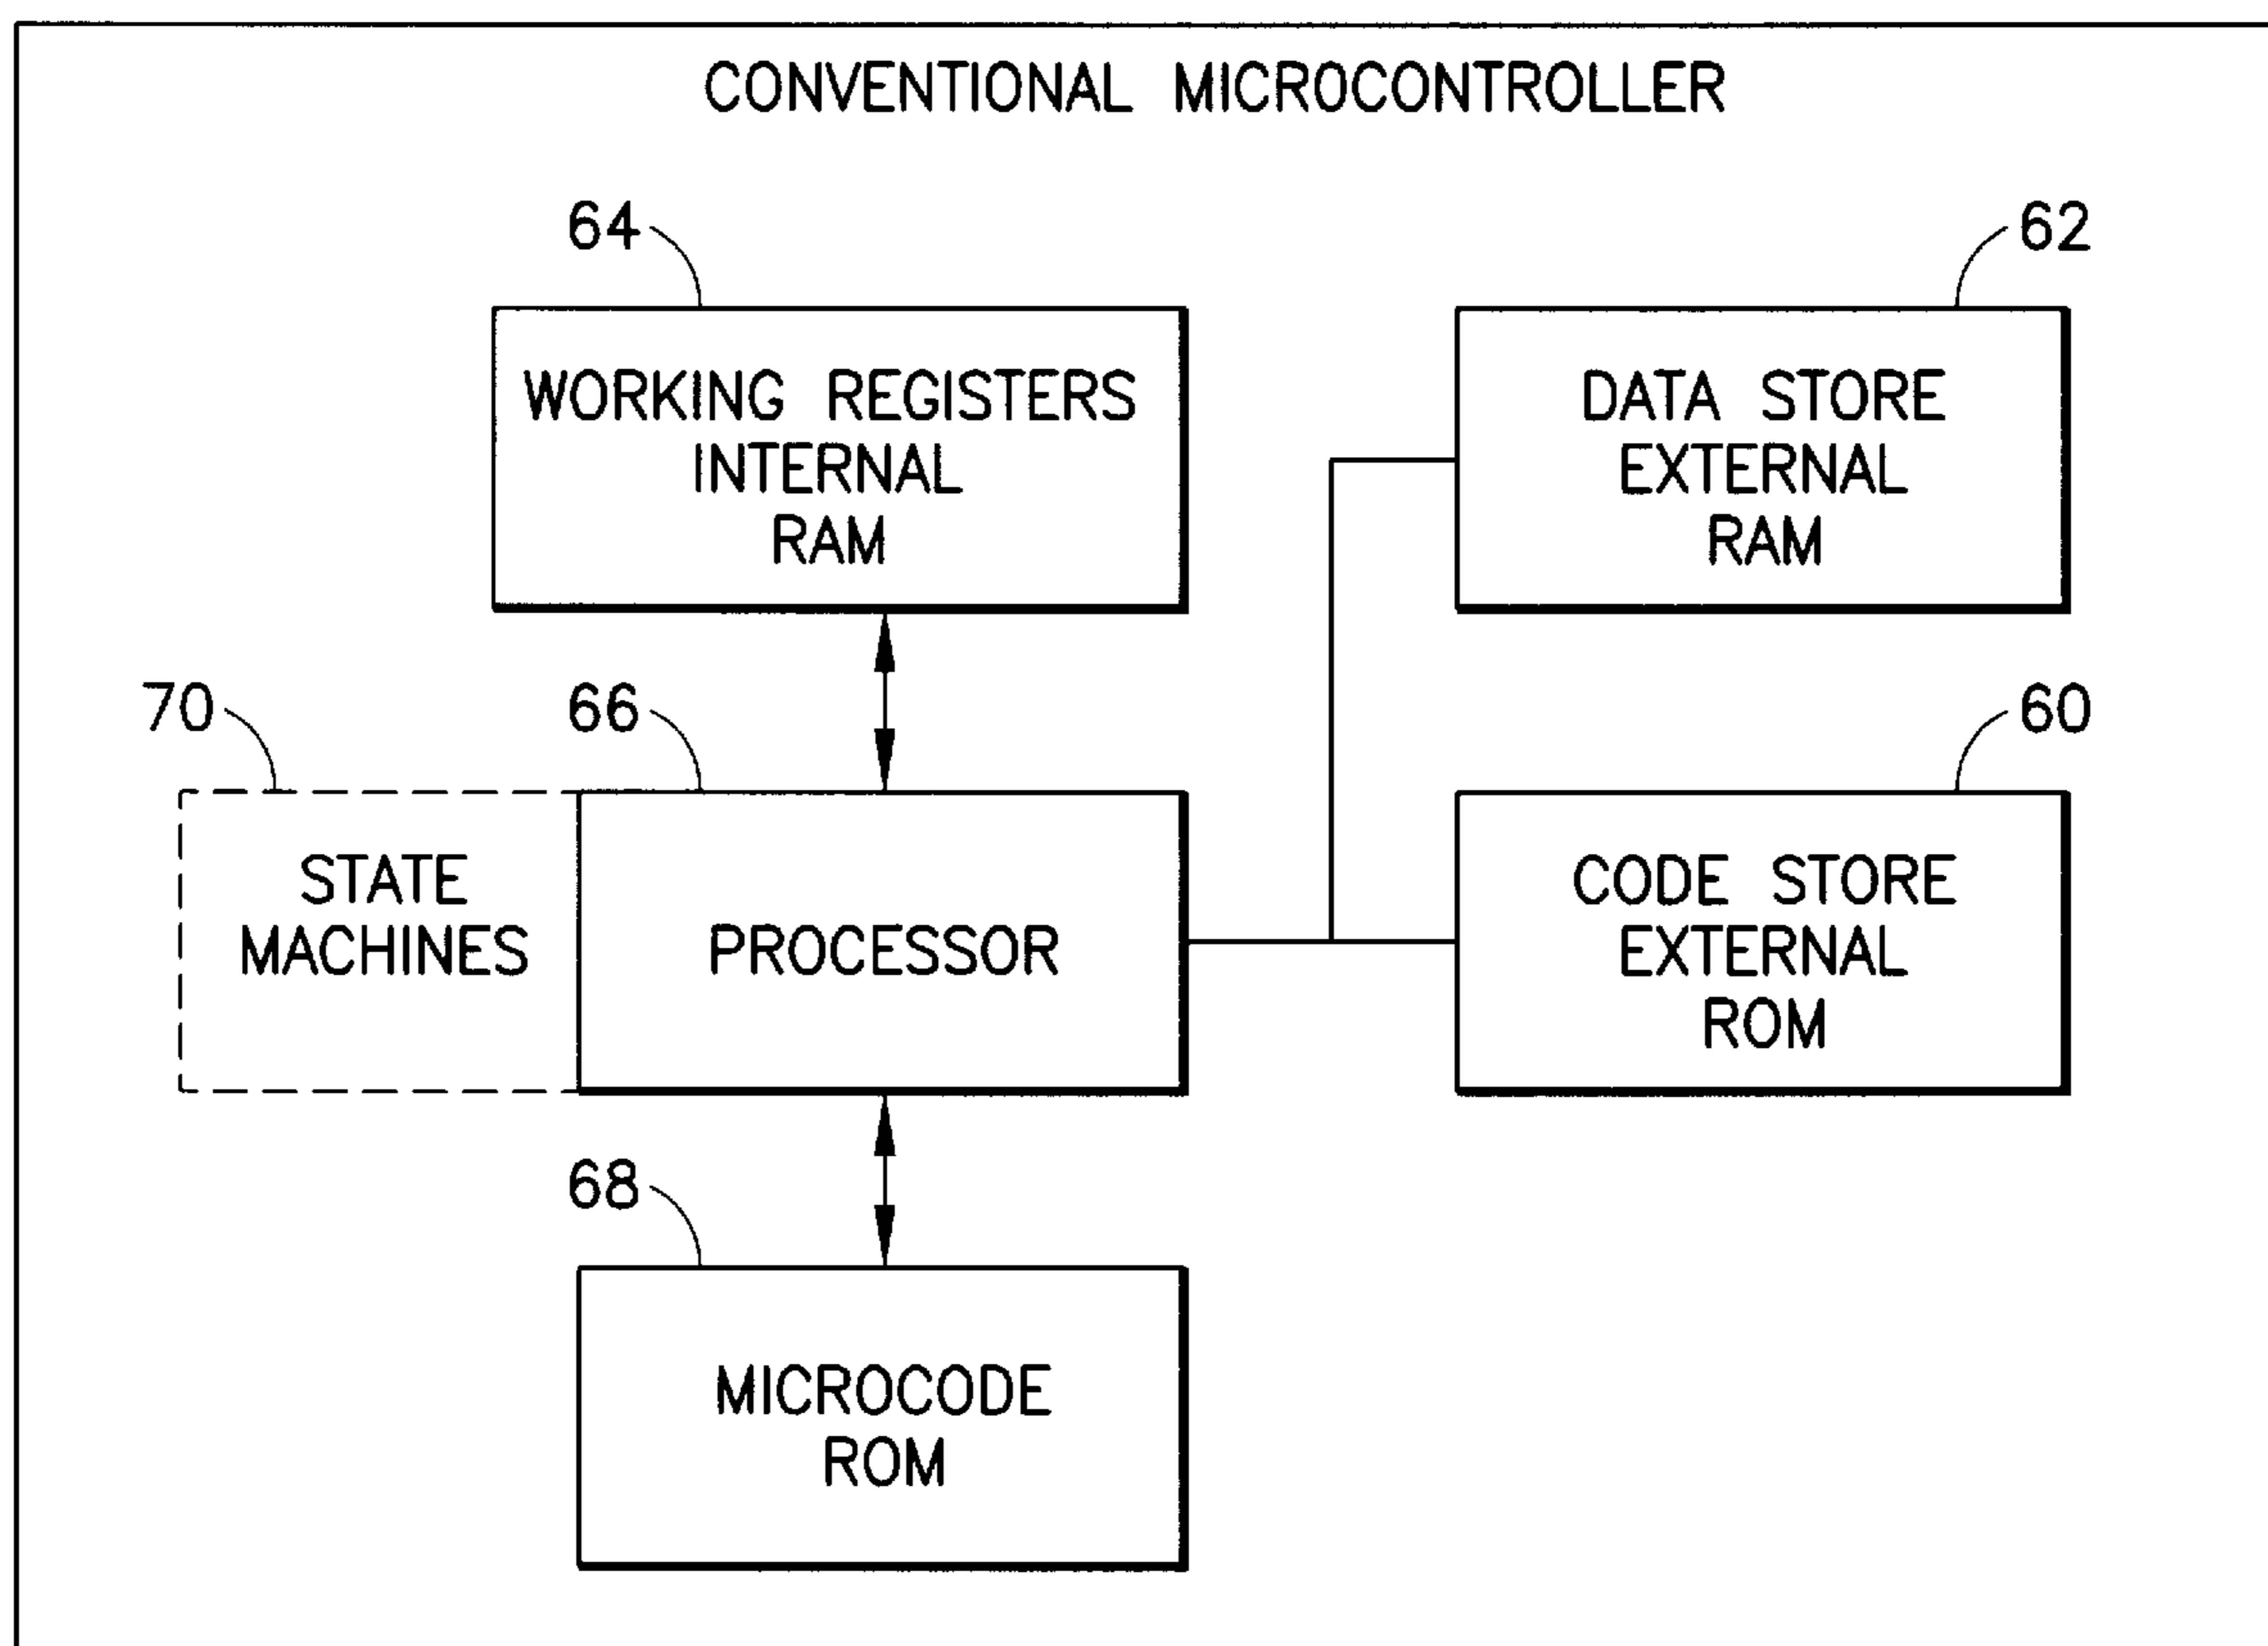 CONVENTIONAL MICROCONTROLLER
64
62
WORKING REGISTERS
INTERNAL
RAM
DATA STORE
EXTERNAL
RAM
70
66
60
STATE
MACHINES
PROCESSOR
CODE STORE
EXTERNAL
ROM
68
MICROCODE
ROM